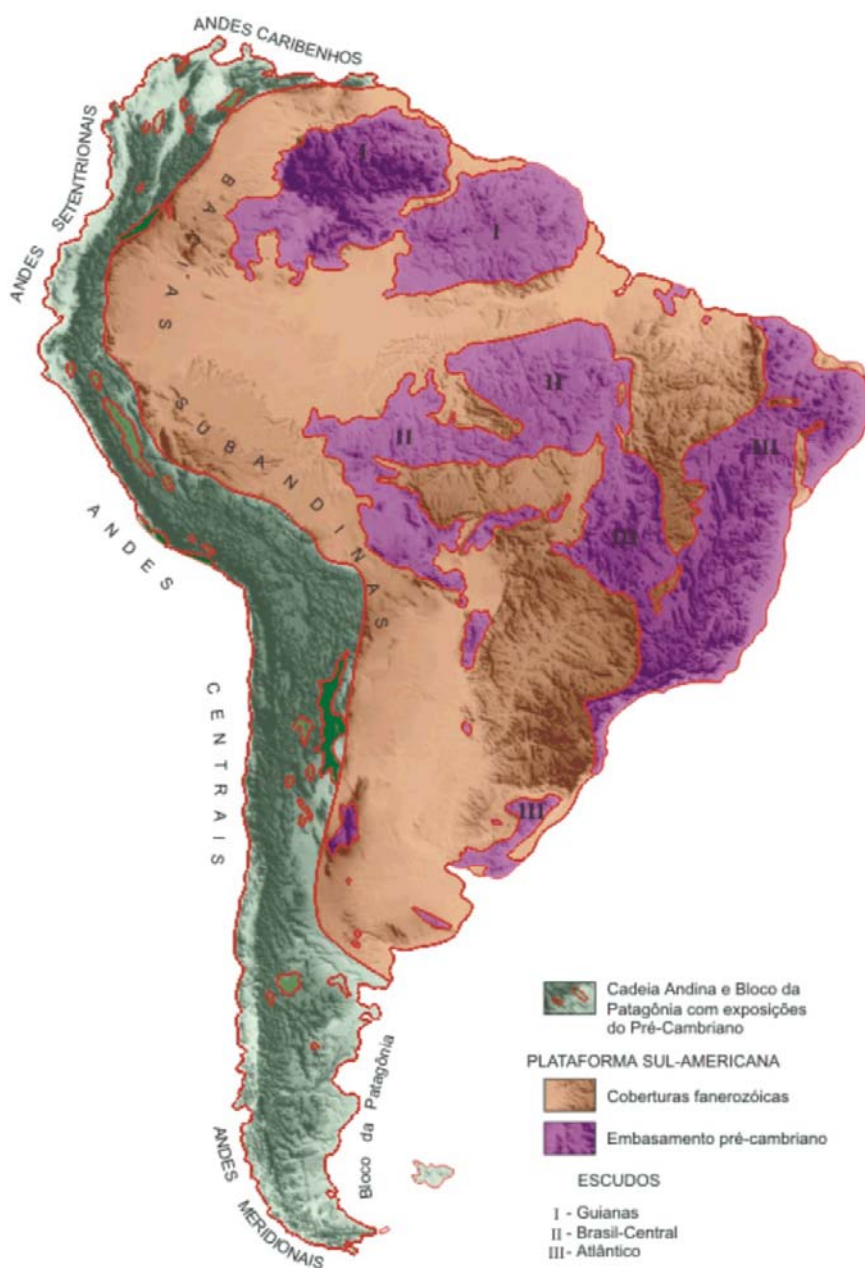 ANDES CARIBENHOS
ANDES SETENTRIONAIS
BACIAS
SUBANDINAS
ANDES
CENTRAIS
I
I
II
II
III
III
III
Bloco da Patagônia
ANDES MERIDIONAIS
Cadeia Andina e Bloco da
Patagônia com exposições
do Pré-Cambriano
PLATAFORMA SUL-AMERICANA
Coberturas fanerozóicas
Embasamento pré-cambriano
ESCUDOS
I - Guianas
II - Brasil-Central
III - Atlântico